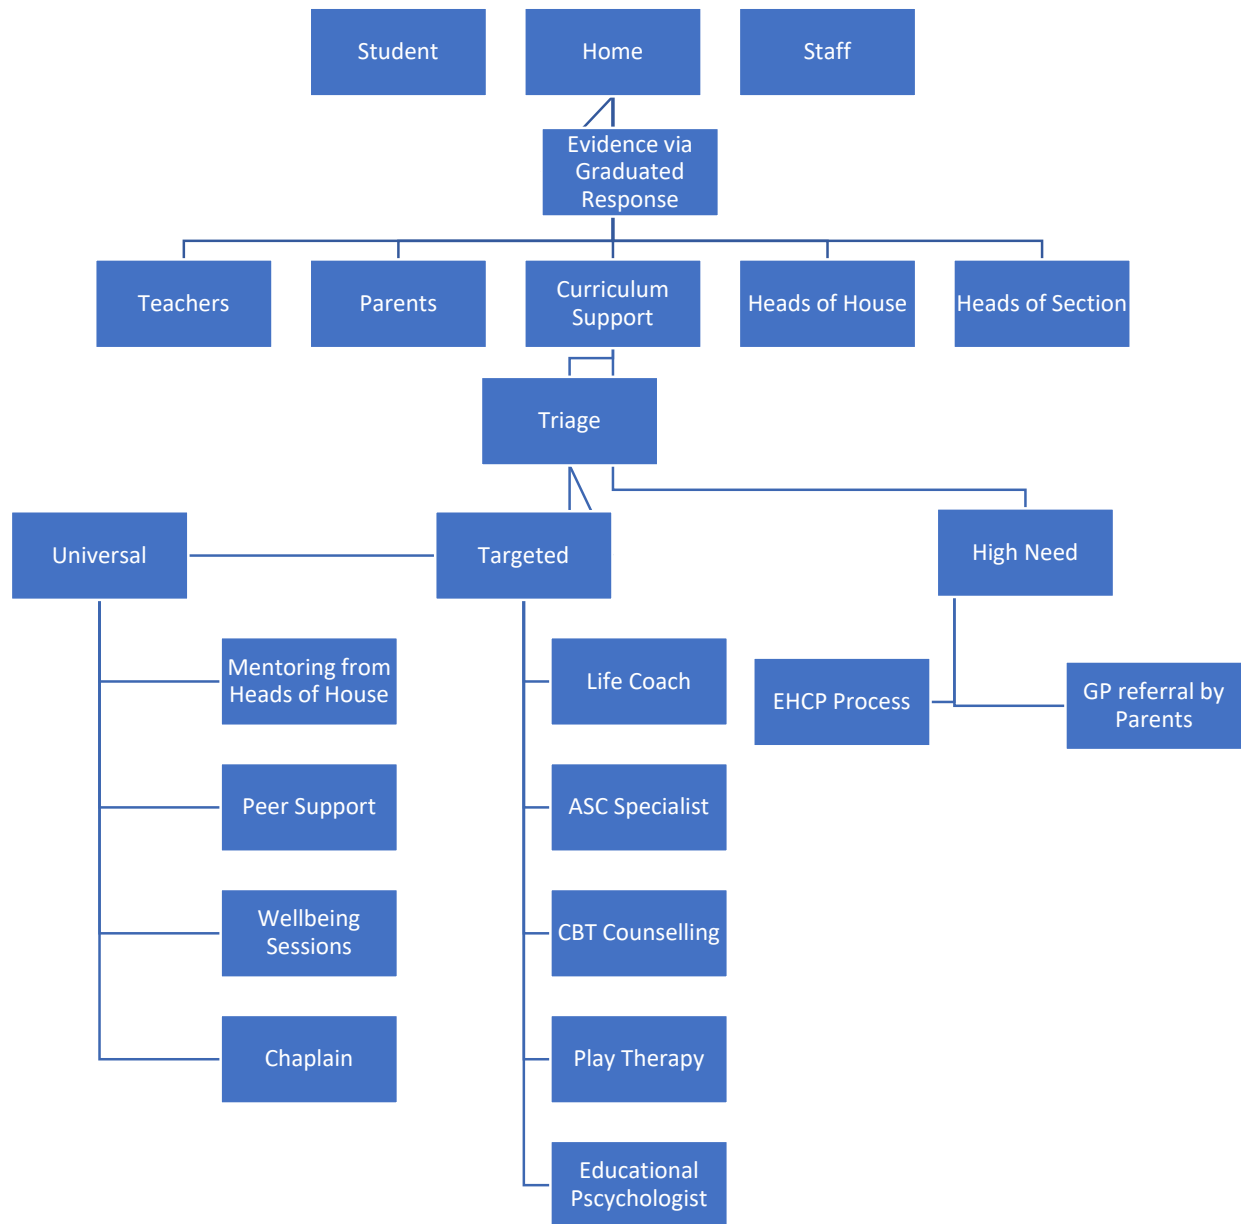 Student
Home
Staff
Evidence via
Graduated
Response
Teachers
Parents
Curriculum
Support
Heads of House
Heads of Section
Triage
Universal
Targeted
High Need
Mentoring from
Heads of House
Life Coach
EHCP Process
GP referral by
Parents
Peer Support
ASC Specialist
Wellbeing
Sessions
CBT Counselling
Chaplain
Play Therapy
Educational
Pscychologist